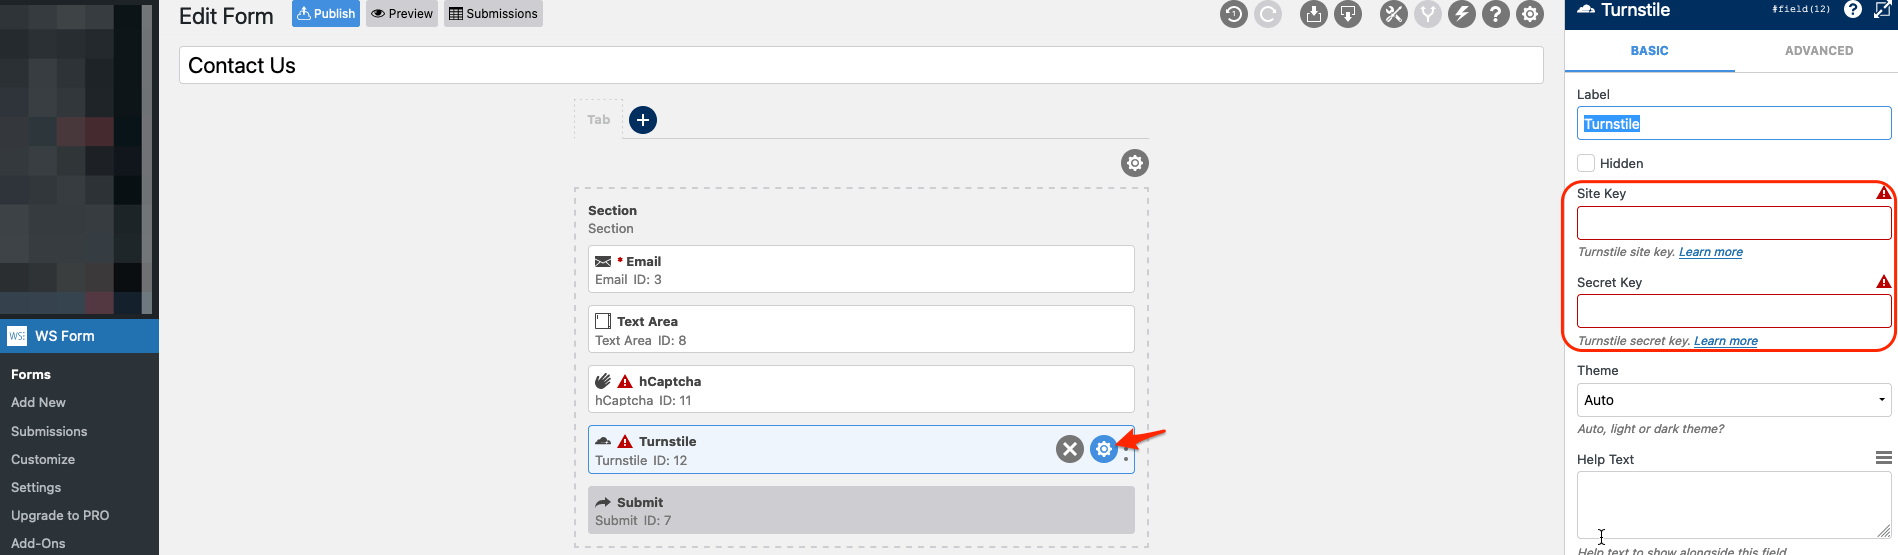 Edit Form
Publish
Preview
Submissions
Contact Us
Tab
Section
Section
* Email
Email ID: 3
Text Area
Text Area ID: 8
hCaptcha
hCaptcha ID: 11
Turnstile
Turnstile ID: 12
Submit
Submit ID: 7
WS Form
Forms
Add New
Submissions
Customize
Settings
Upgrade to PRO
Add-Ons
Turnstile
#field(12)
BASIC
ADVANCED
Label
Turnstile
Hidden
Site Key
Turnstile site key. Learn more
Secret Key
Turnstile secret key. Learn more
Theme
Auto
Auto, light or dark theme?
Help Text
Help text to show alongside this field